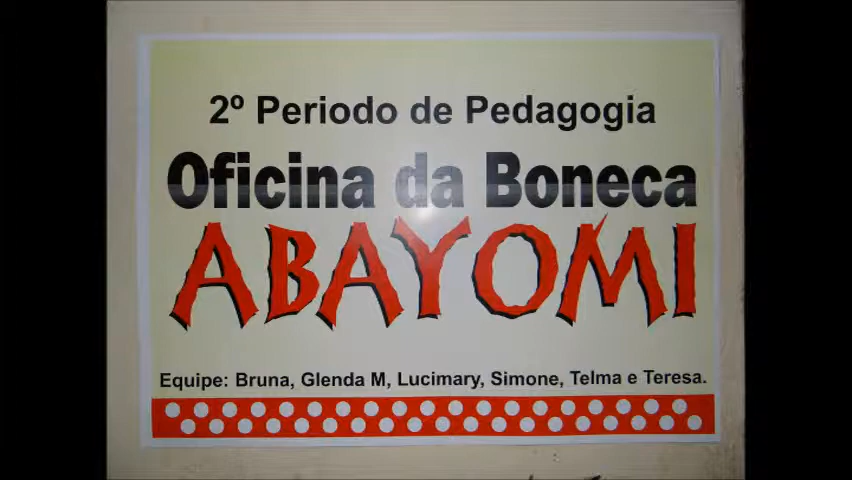 2º Periodo de Pedagogia
Oficina da Boneca
ABAYOMI
Equipe: Bruna, Glenda M, Lucimary, Simone, Telma e Teresa.